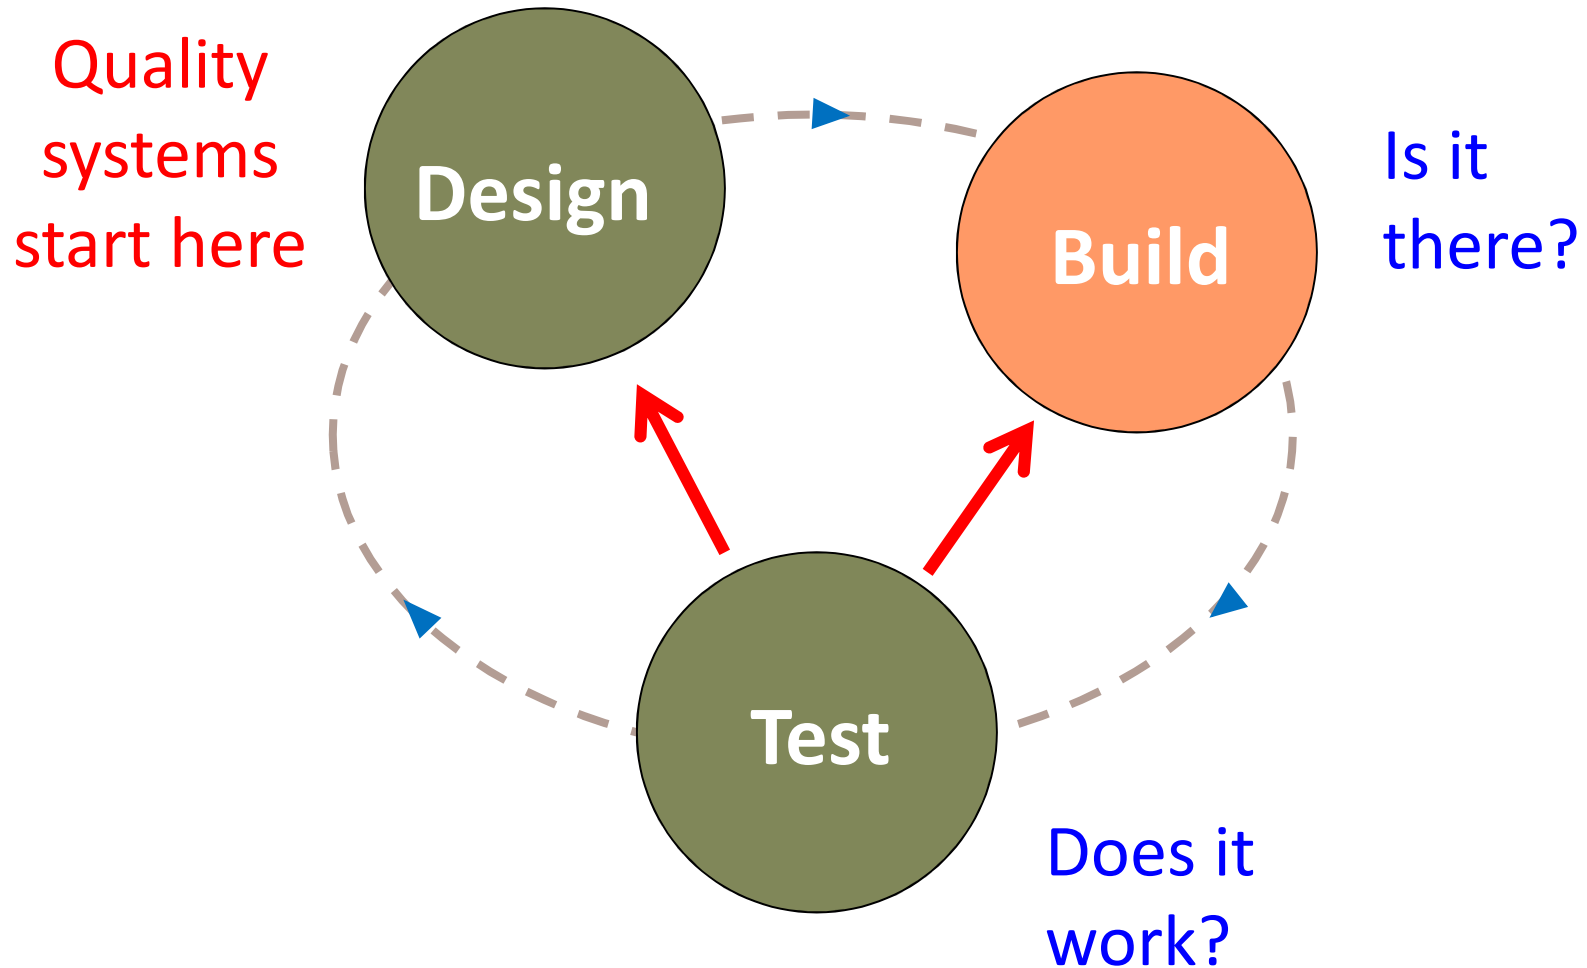 Quality
systems
start here
Design
Build
Is it
there?
Test
Does it
work?